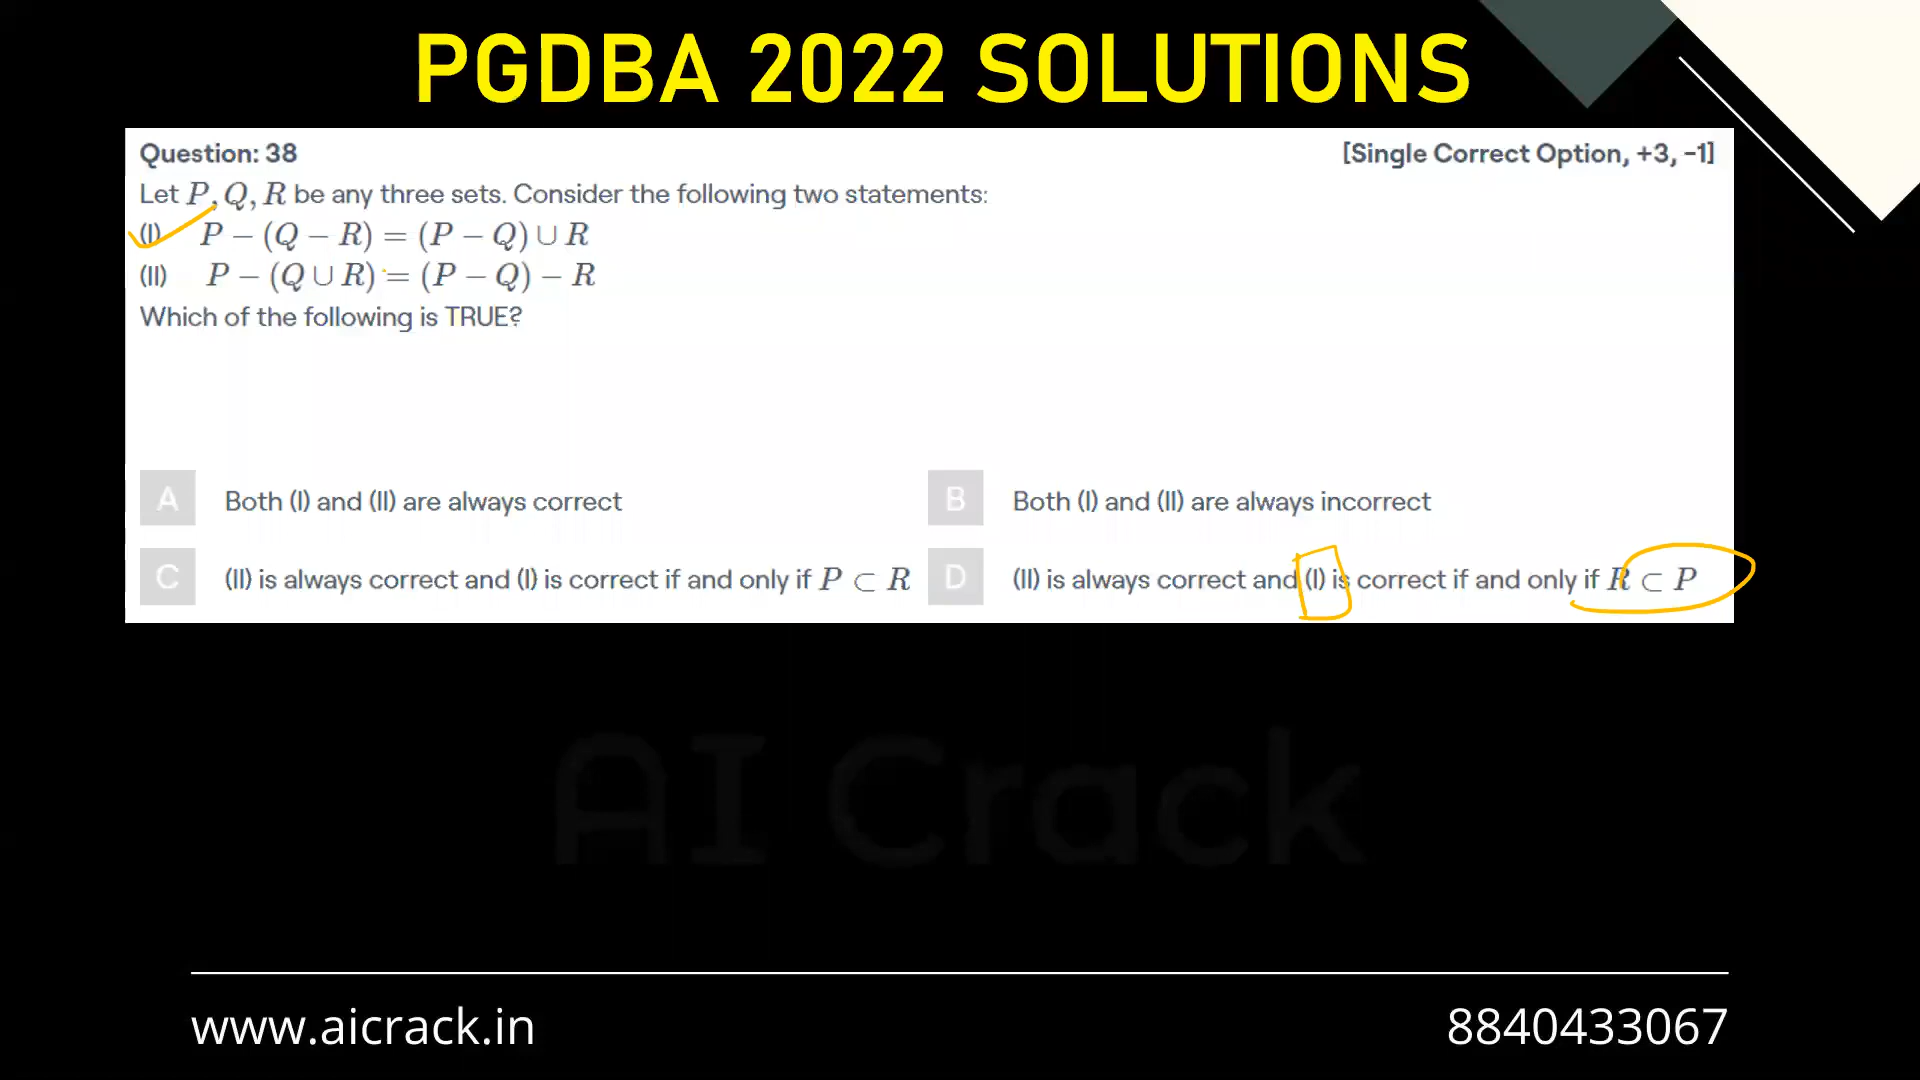 PGDBA 2022 SOLUTIONS
Question: 38 [Single Correct Option, +3, -1]
Let P, Q, R be any three sets. Consider the following two statements:
(I) P − (Q − R) = (P − Q) ∪ R
(II) P − (Q ∪ R) = (P − Q) − R
Which of the following is TRUE?
A Both (I) and (II) are always correct
B Both (I) and (II) are always incorrect
C (II) is always correct and (I) is correct if and only if P ⊂ R
D (II) is always correct and (I) is correct if and only if R ⊂ P
AI Crack
www.aicrack.in 8840433067